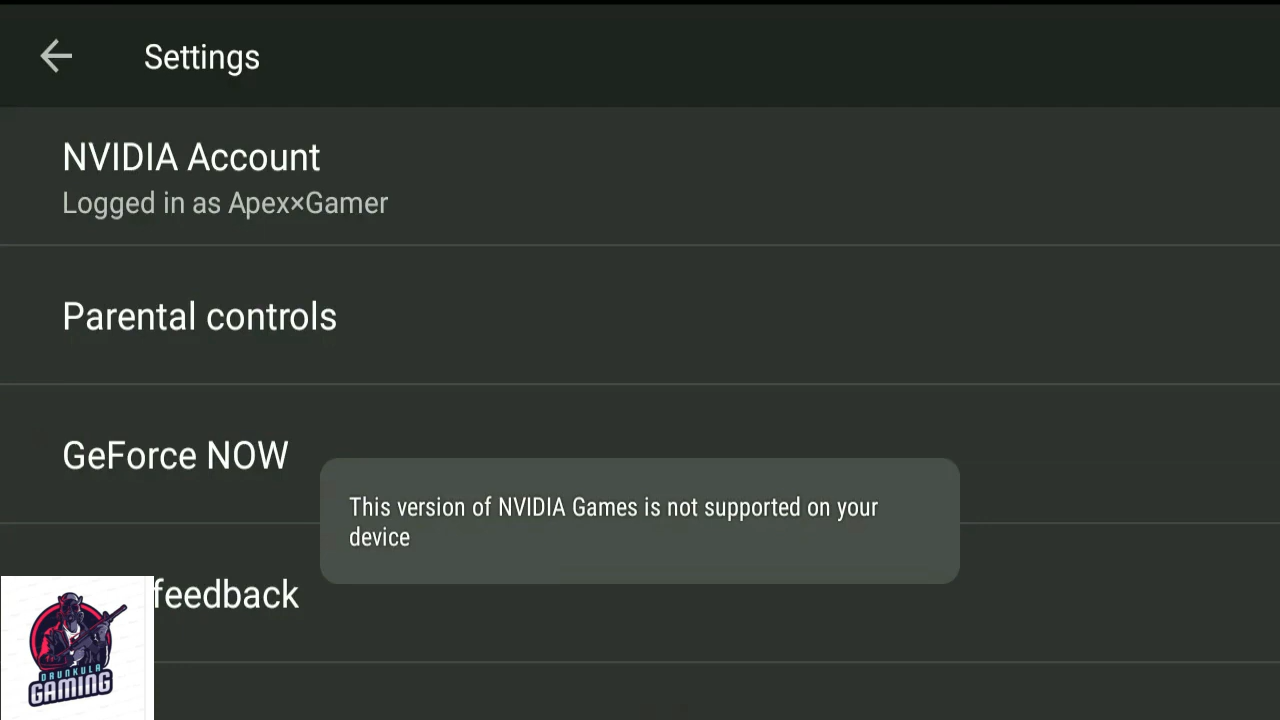 Settings
NVIDIA Account
Logged in as Apex×Gamer
Parental controls
GeForce NOW
This version of NVIDIA Games is not supported on your
device
feedback
DRUNKULA
GAMING